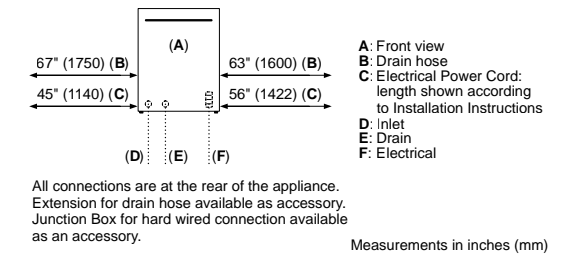 (A)
67" (1750) (B)
63" (1600) (B)
45" (1140) (C)
56" (1422) (C)
(D)
(E)
(F)
A: Front view
B: Drain hose
C: Electrical Power Cord:
length shown according
to Installation Instructions
D: Inlet
E: Drain
F: Electrical
All connections are at the rear of the appliance.
Extension for drain hose available as accessory.
Junction Box for hard wired connection available
as an accessory.
Measurements in inches (mm)